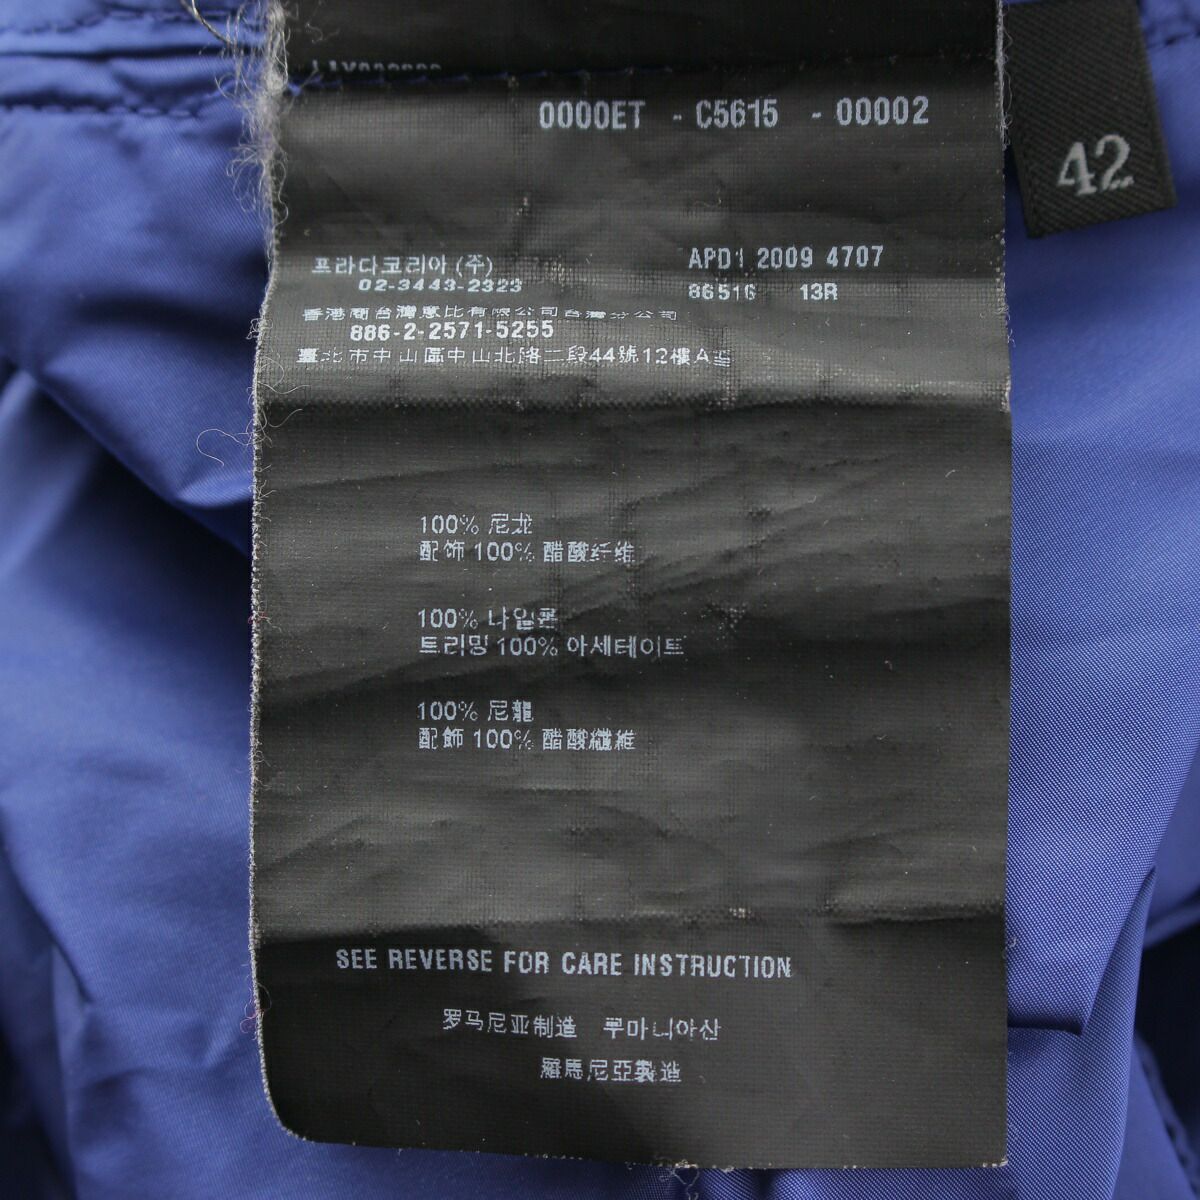 0000ET - C5615 - 00002
42
프라다코리아(주)
02-3443-2323
APD1 2009 4707
86516 13R
香港商台灣意比有限公司台灣分公司
886-2-2571-5255
臺北市中山區中山北路二段44號12樓A
100% 尼龙
配饰 100% 醋酸纤维
100% 나일론
트리밍 100% 아세테이트
100% 尼龍
配飾 100% 醋酸纖維
SEE REVERSE FOR CARE INSTRUCTION
罗马尼亚制造 루마니아산
羅馬尼亞製造